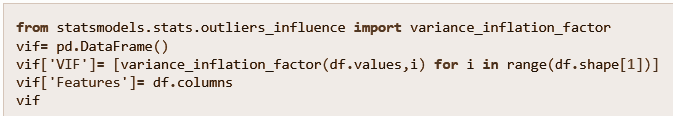 from statsmodels.stats.outliers_influence import variance_inflation_factor
vif= pd.DataFrame()
vif['VIF']= [variance_inflation_factor(df.values,i) for i in range(df.shape[1])]
vif['Features']= df.columns
vif